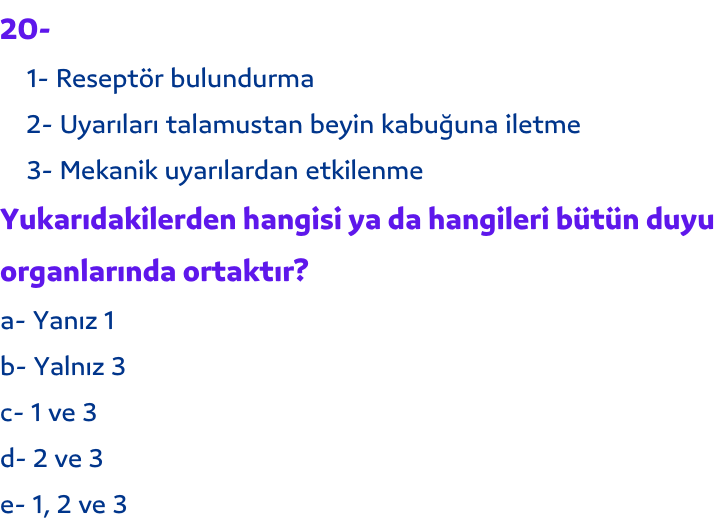 20-
1- Reseptör bulundurma
2- Uyarıları talamustan beyin kabuğuna iletme
3- Mekanik uyarılardan etkilenme
Yukarıdakilerden hangisi ya da hangileri bütün duyu
organlarında ortaktır?
a- Yanız 1
b- Yalnız 3
c- 1 ve 3
d- 2 ve 3
e- 1, 2 ve 3